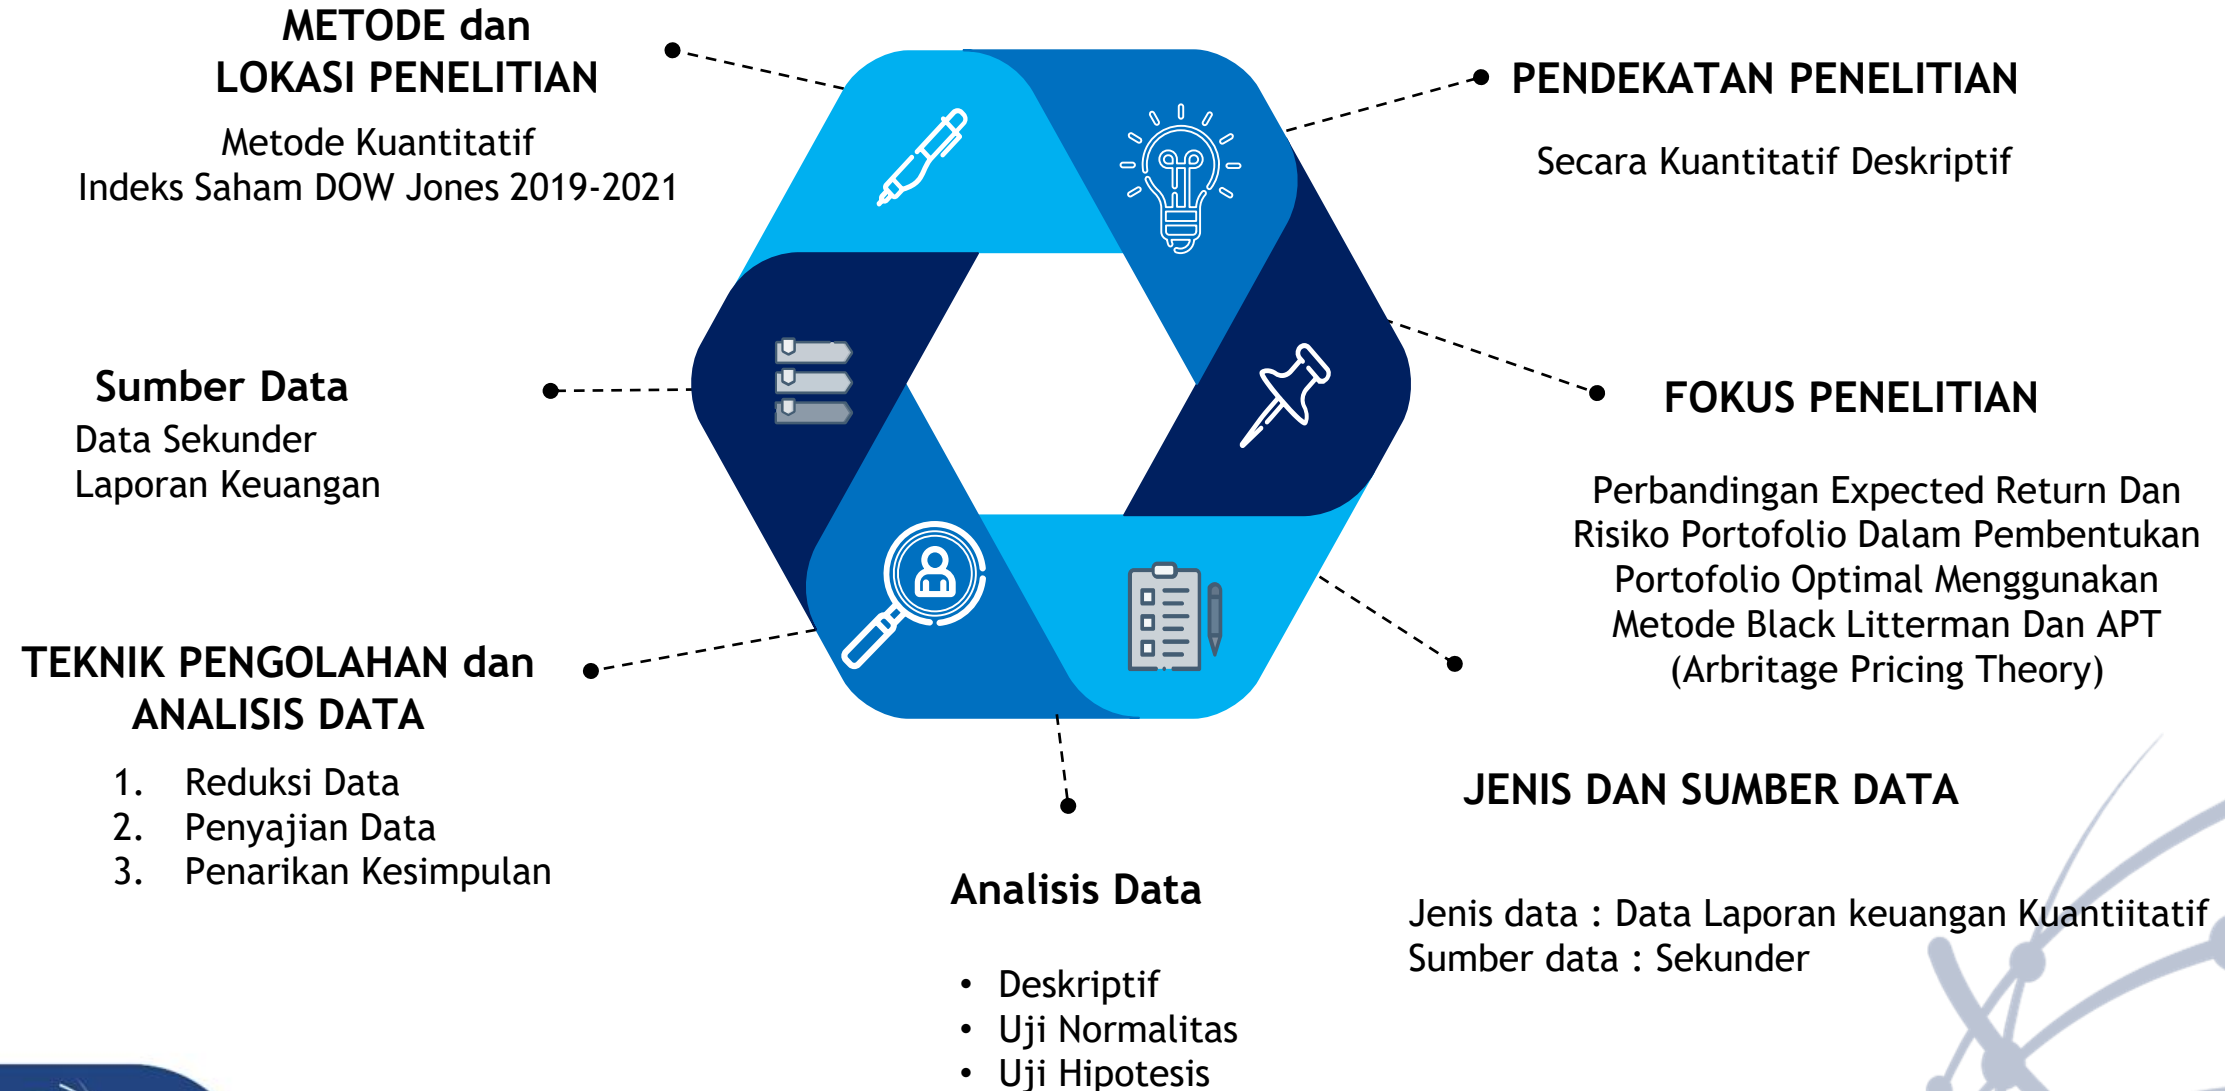 METODE dan
LOKASI PENELITIAN
Metode Kuantitatif
Indeks Saham DOW Jones 2019-2021
PENDEKATAN PENELITIAN
Secara Kuantitatif Deskriptif
Sumber Data
Data Sekunder
Laporan Keuangan
FOKUS PENELITIAN
Perbandingan Expected Return Dan
Risiko Portofolio Dalam Pembentukan
Portofolio Optimal Menggunakan
Metode Black Litterman Dan APT
(Arbritage Pricing Theory)
TEKNIK PENGOLAHAN dan
ANALISIS DATA
1. Reduksi Data
2. Penyajian Data
3. Penarikan Kesimpulan
Analisis Data
• Deskriptif
• Uji Normalitas
• Uji Hipotesis
JENIS DAN SUMBER DATA
Jenis data : Data Laporan keuangan Kuantiitatif
Sumber data : Sekunder